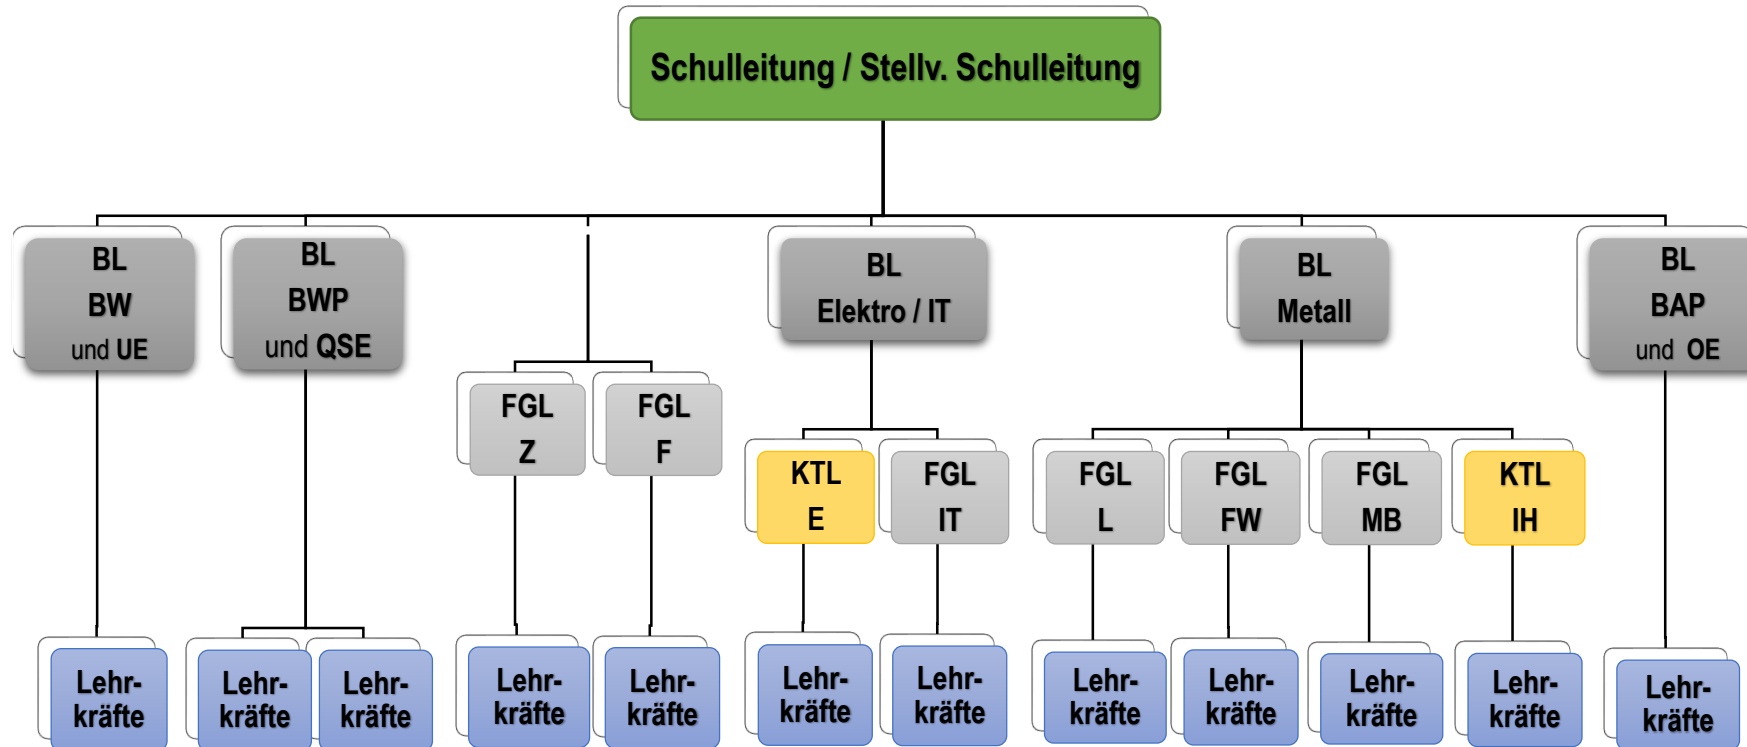 Schulleitung / Stellv. Schulleitung
BL
BW
und UE
BL
BWP
und QSE
BL
Elektro / IT
BL
Metall
BL
BAP
und OE
FGL
Z
FGL
F
KTL
E
FGL
IT
FGL
L
FGL
FW
FGL
MB
KTL
IH
Lehr-
kräfte
Lehr-
kräfte
Lehr-
kräfte
Lehr-
kräfte
Lehr-
kräfte
Lehr-
kräfte
Lehr-
kräfte
Lehr-
kräfte
Lehr-
kräfte
Lehr-
kräfte
Lehr-
kräfte
Lehr-
kräfte